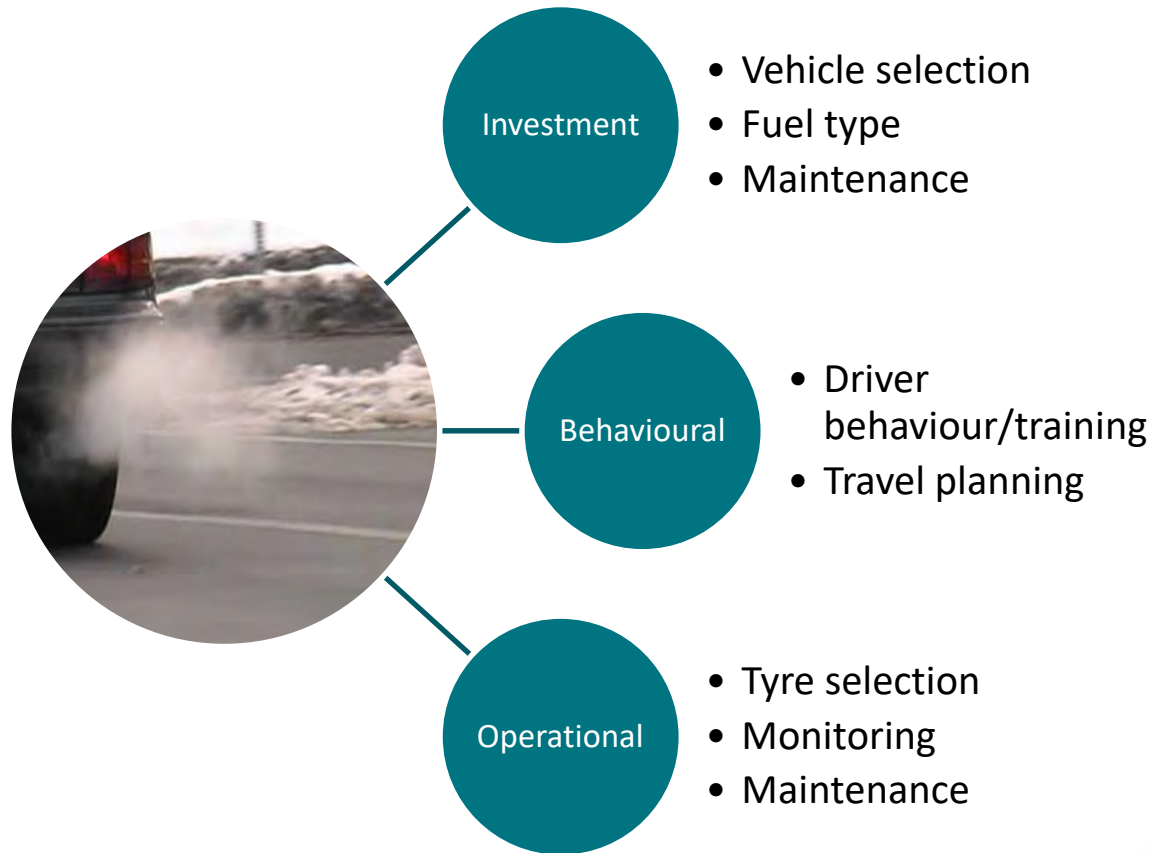 Investment
• Vehicle selection
• Fuel type
• Maintenance
Behavioural
• Driver
behaviour/training
• Travel planning
Operational
• Tyre selection
• Monitoring
• Maintenance